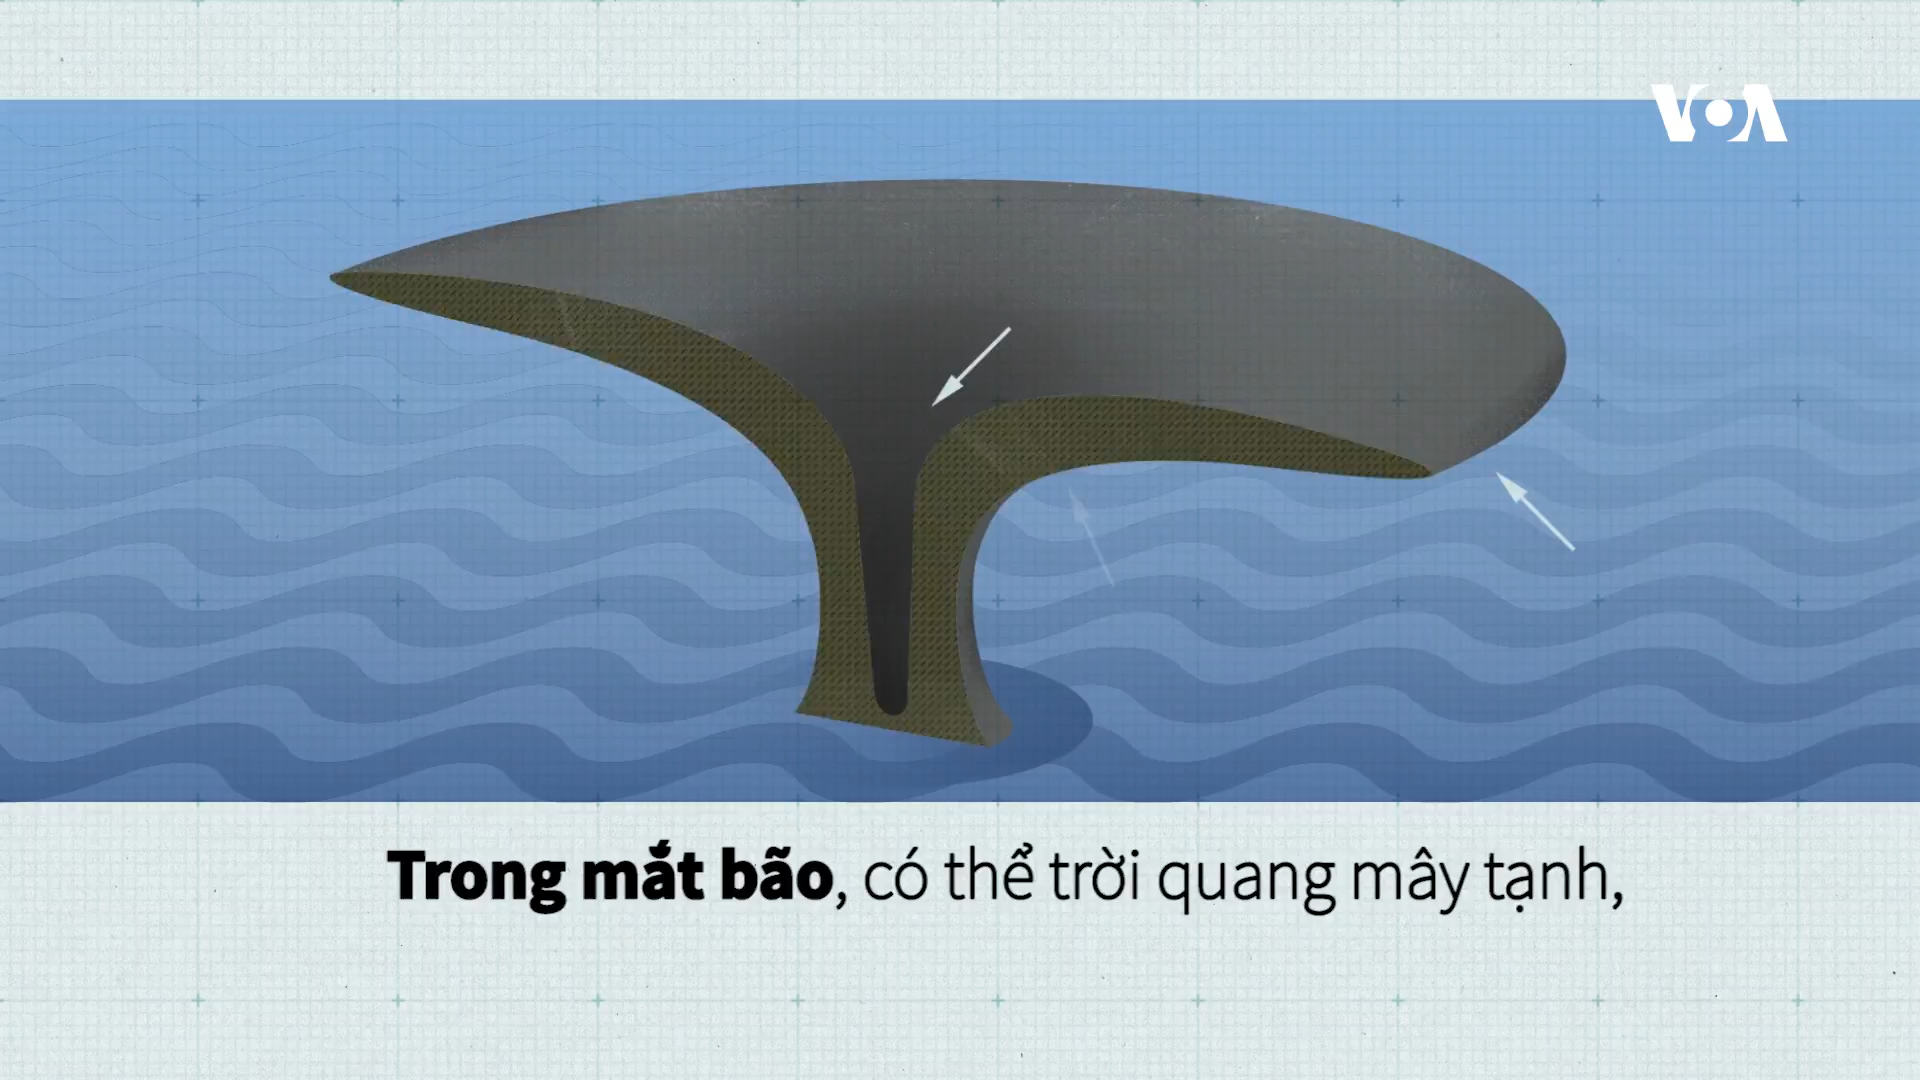 VOA
Trong mắt bão, có thể trời quang mây tạnh,